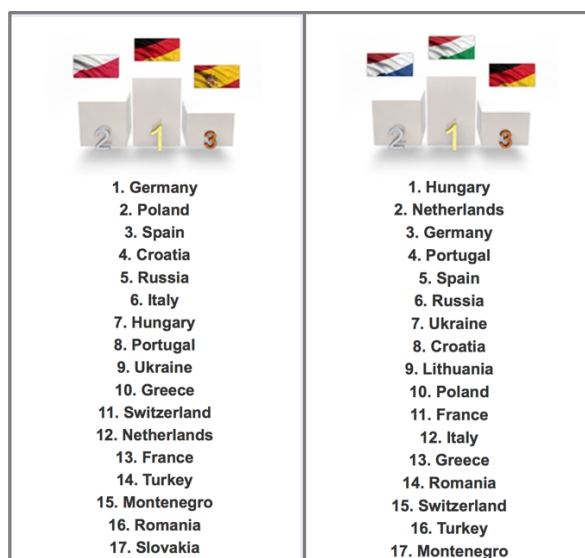 2 1 3
1. Germany
2. Poland
3. Spain
4. Croatia
5. Russia
6. Italy
7. Hungary
8. Portugal
9. Ukraine
10. Greece
11. Switzerland
12. Netherlands
13. France
14. Turkey
15. Montenegro
16. Romania
17. Slovakia
2 1 3
1. Hungary
2. Netherlands
3. Germany
4. Portugal
5. Spain
6. Russia
7. Ukraine
8. Croatia
9. Lithuania
10. Poland
11. France
12. Italy
13. Greece
14. Romania
15. Switzerland
16. Turkey
17. Montenegro